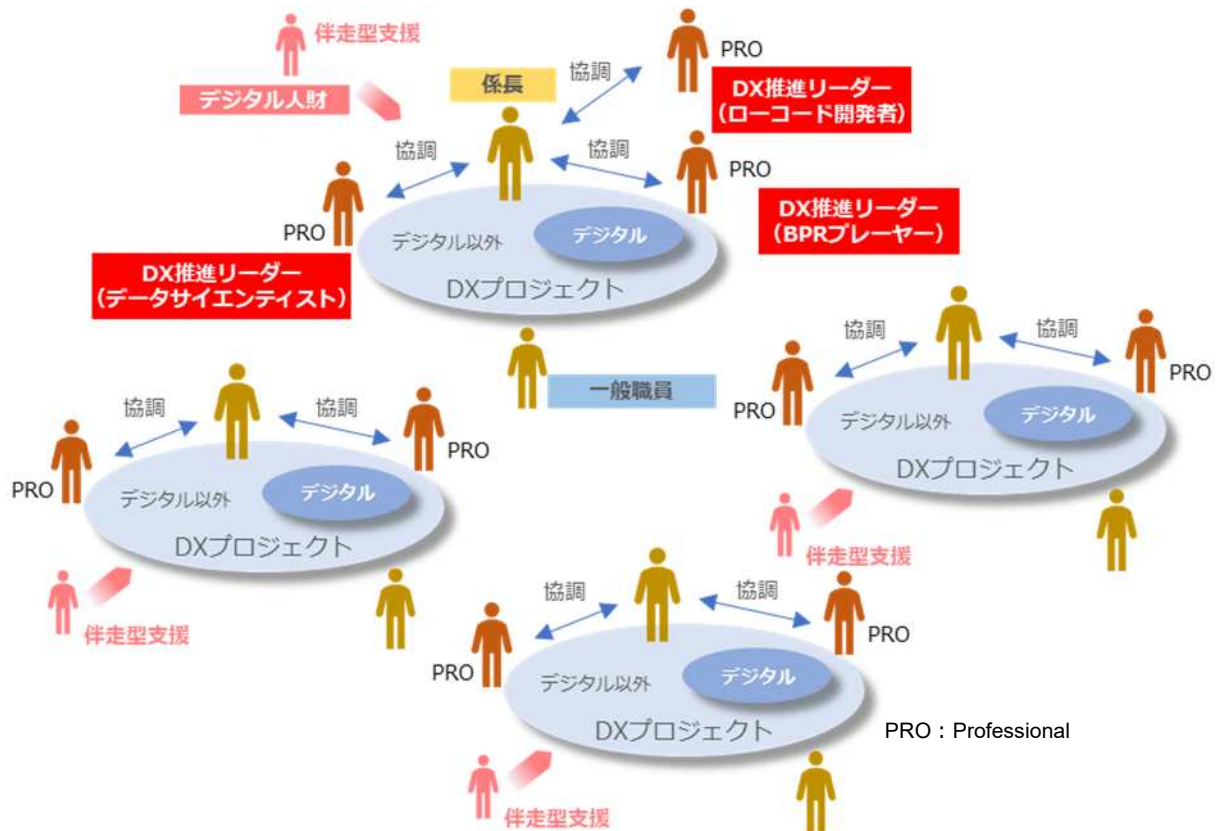 伴走型支援
デジタル人財
係長
協調
PRO
DX推進リーダー
（ローコード開発者）
協調
協調
PRO
DX推進リーダー
（BPRプレーヤー）
PRO
DX推進リーダー
（データサイエンティスト）
デジタル以外
デジタル
DXプロジェクト
一般職員
協調
協調
PRO
PRO
デジタル以外
デジタル
DXプロジェクト
伴走型支援
協調
協調
PRO
PRO
デジタル以外
デジタル
DXプロジェクト
伴走型支援
協調
協調
PRO
PRO
デジタル以外
デジタル
DXプロジェクト
伴走型支援
PRO：Professional